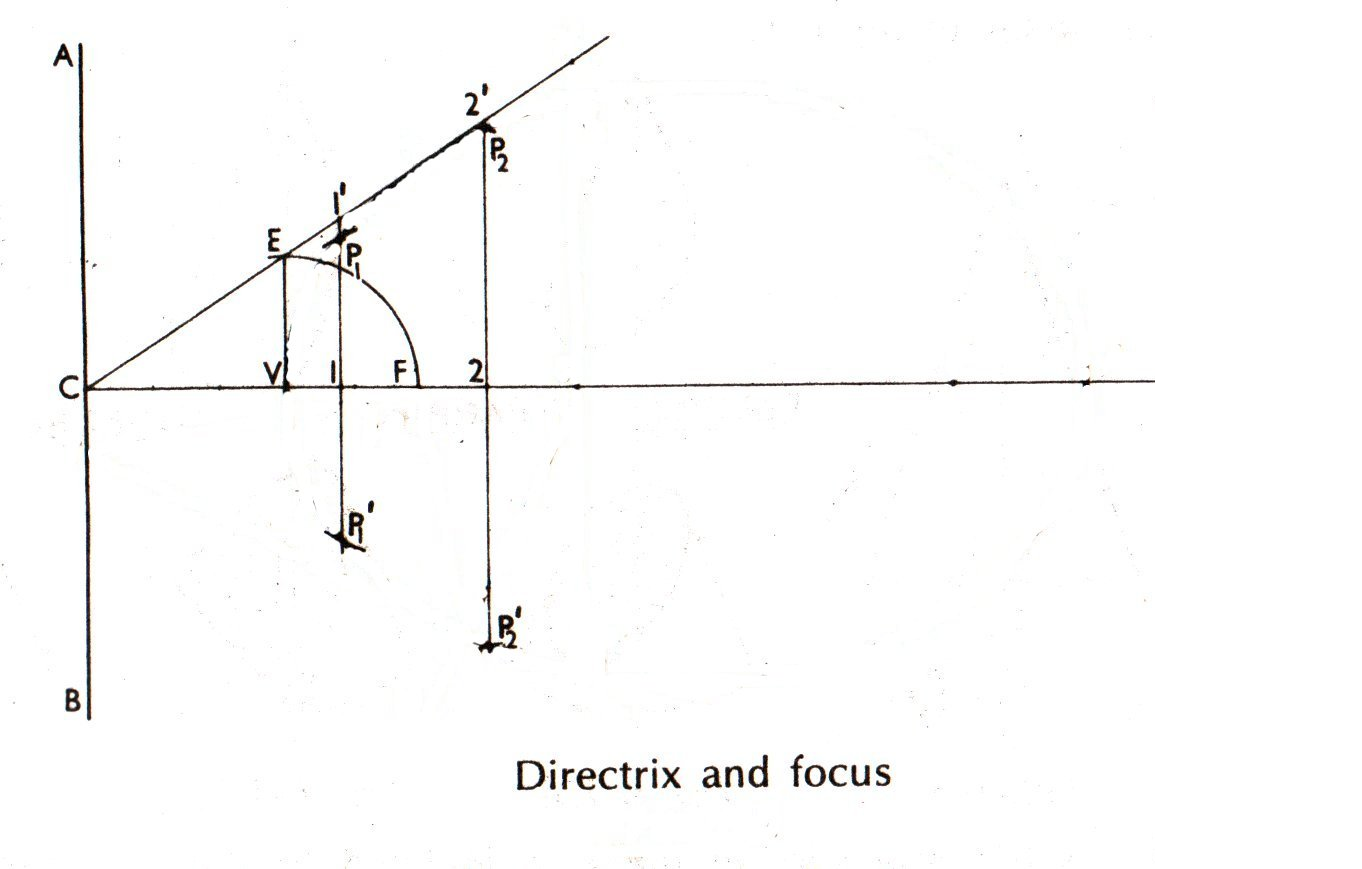 A
2'
P2
1'
E
P1
C
V
1
F
2
P1'
P2'
B
Directrix and focus